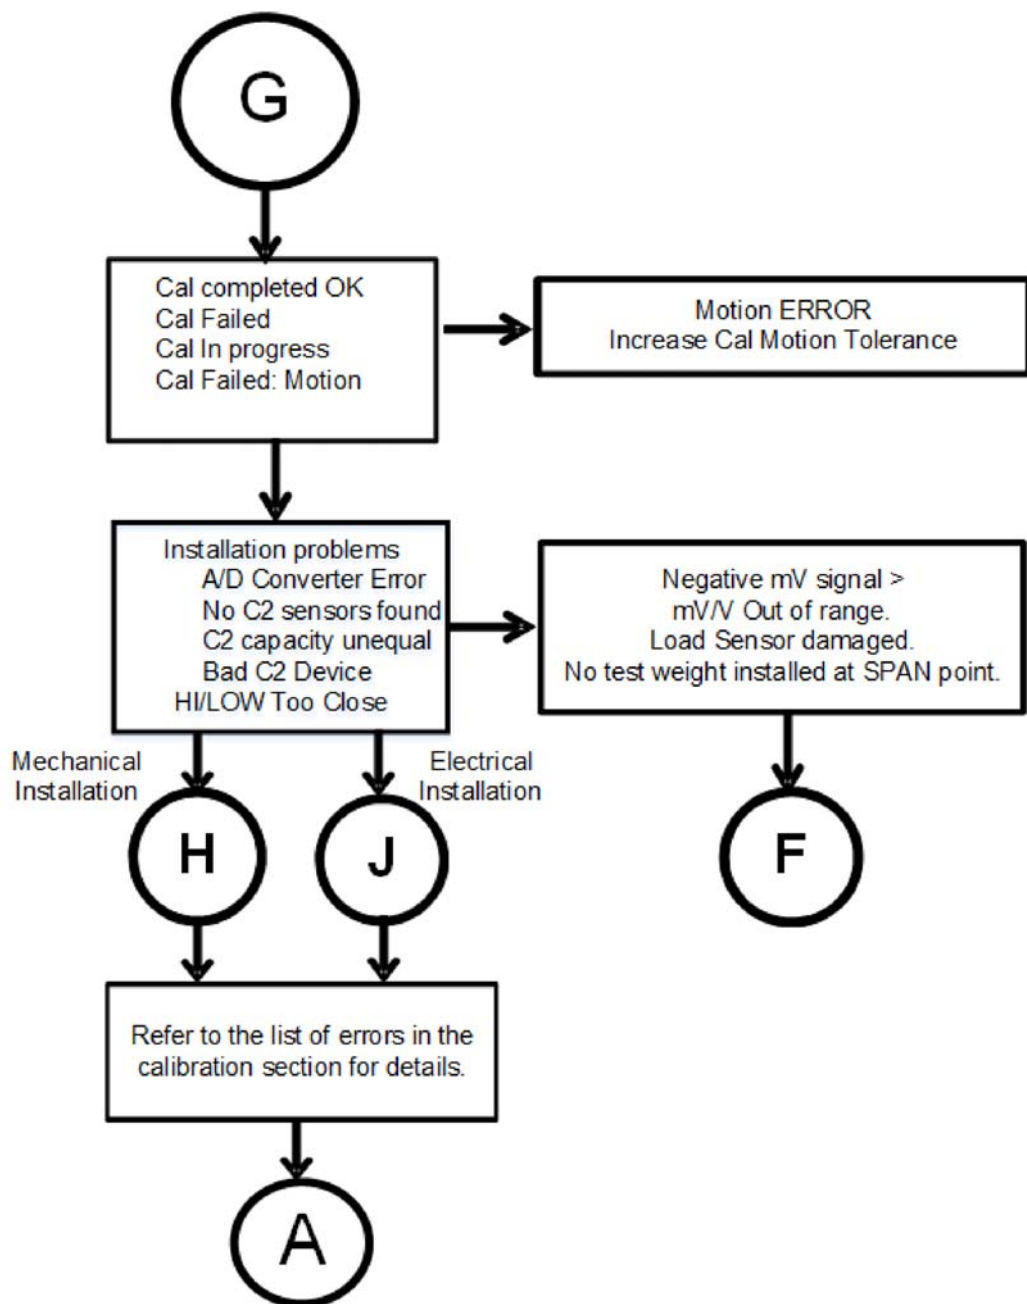 G
Cal completed OK
Cal Failed
Cal In progress
Cal Failed: Motion
Motion ERROR
Increase Cal Motion Tolerance
Installation problems
A/D Converter Error
No C2 sensors found
C2 capacity unequal
Bad C2 Device
HI/LOW Too Close
Negative mV signal >
mV/V Out of range.
Load Sensor damaged.
No test weight installed at SPAN point.
Mechanical
Installation
Electrical
Installation
H
J
F
Refer to the list of errors in the
calibration section for details.
A